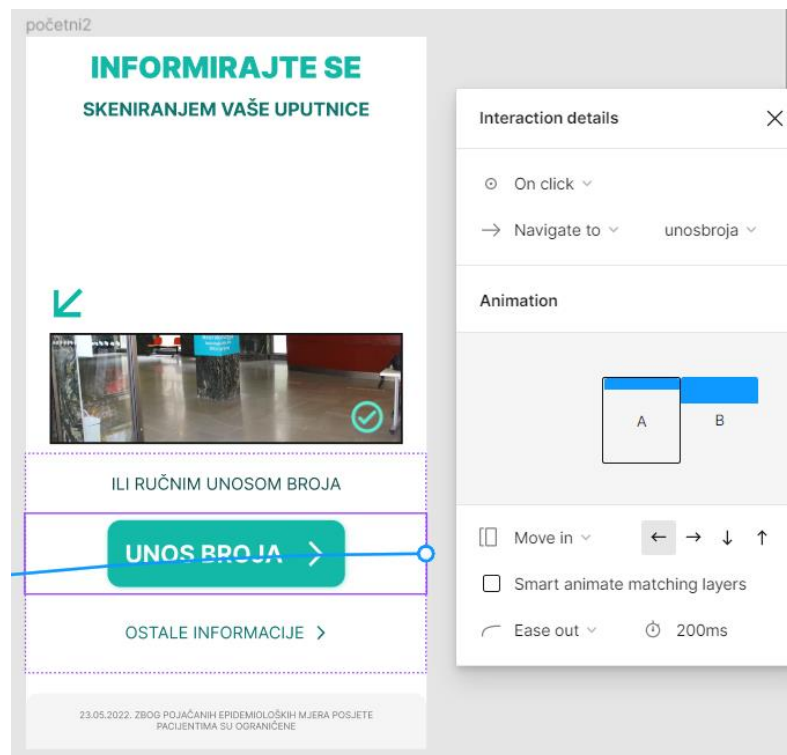 početni2
INFORMIRAJTE SE
SKENIRANJEM VAŠE UPUTNICE
ILI RUČNIM UNOSOM BROJA
UNOS BROJA
OSTALE INFORMACIJE
23.05.2022. ZBOG POJAČANIH EPIDEMIOLOŠKIH MJERA POSJETE
PACIJENTIMA SU OGRANIČENE
Interaction details
On click
Navigate to unosbroja
Animation
A B
Move in
Smart animate matching layers
Ease out 200ms